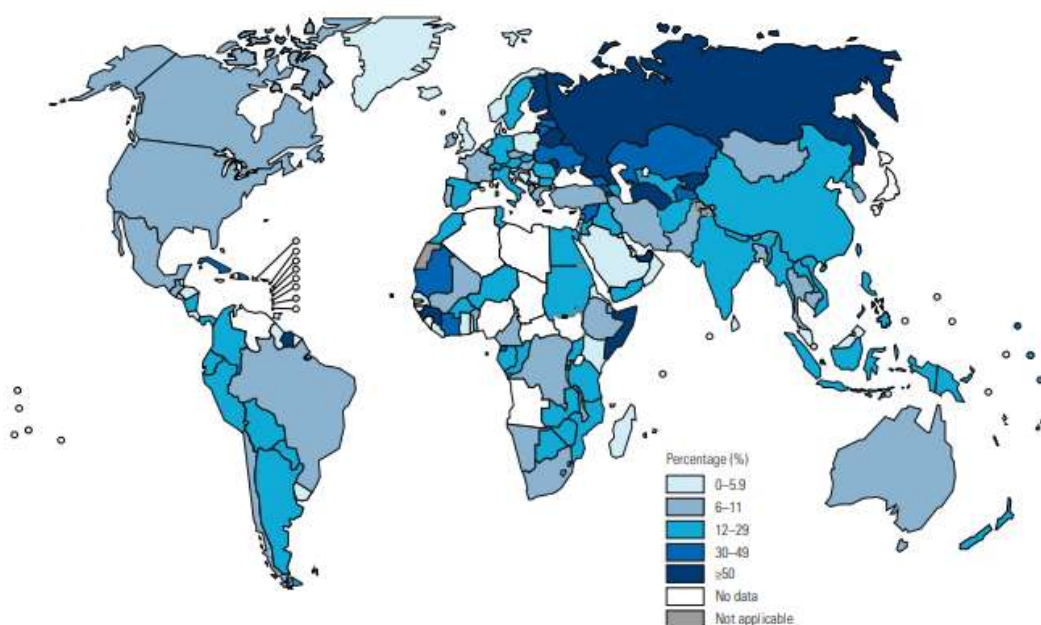 Percentage (%)
0–5.9
6–11
12–29
30–49
≥50
No data
Not applicable